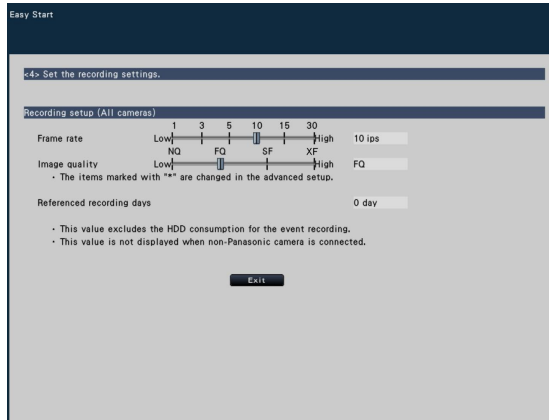 Easy Start
<4> Set the recording settings.
Recording setup (All cameras)
1 3 5 10 15 30
Frame rate Low High 10 ips
NQ FQ SF XF
Image quality Low High FQ
・The items marked with "*" are changed in the advanced setup.
Referenced recording days 0 day
・This value excludes the HDD consumption for the event recording.
・This value is not displayed when non-Panasonic camera is connected.
Exit